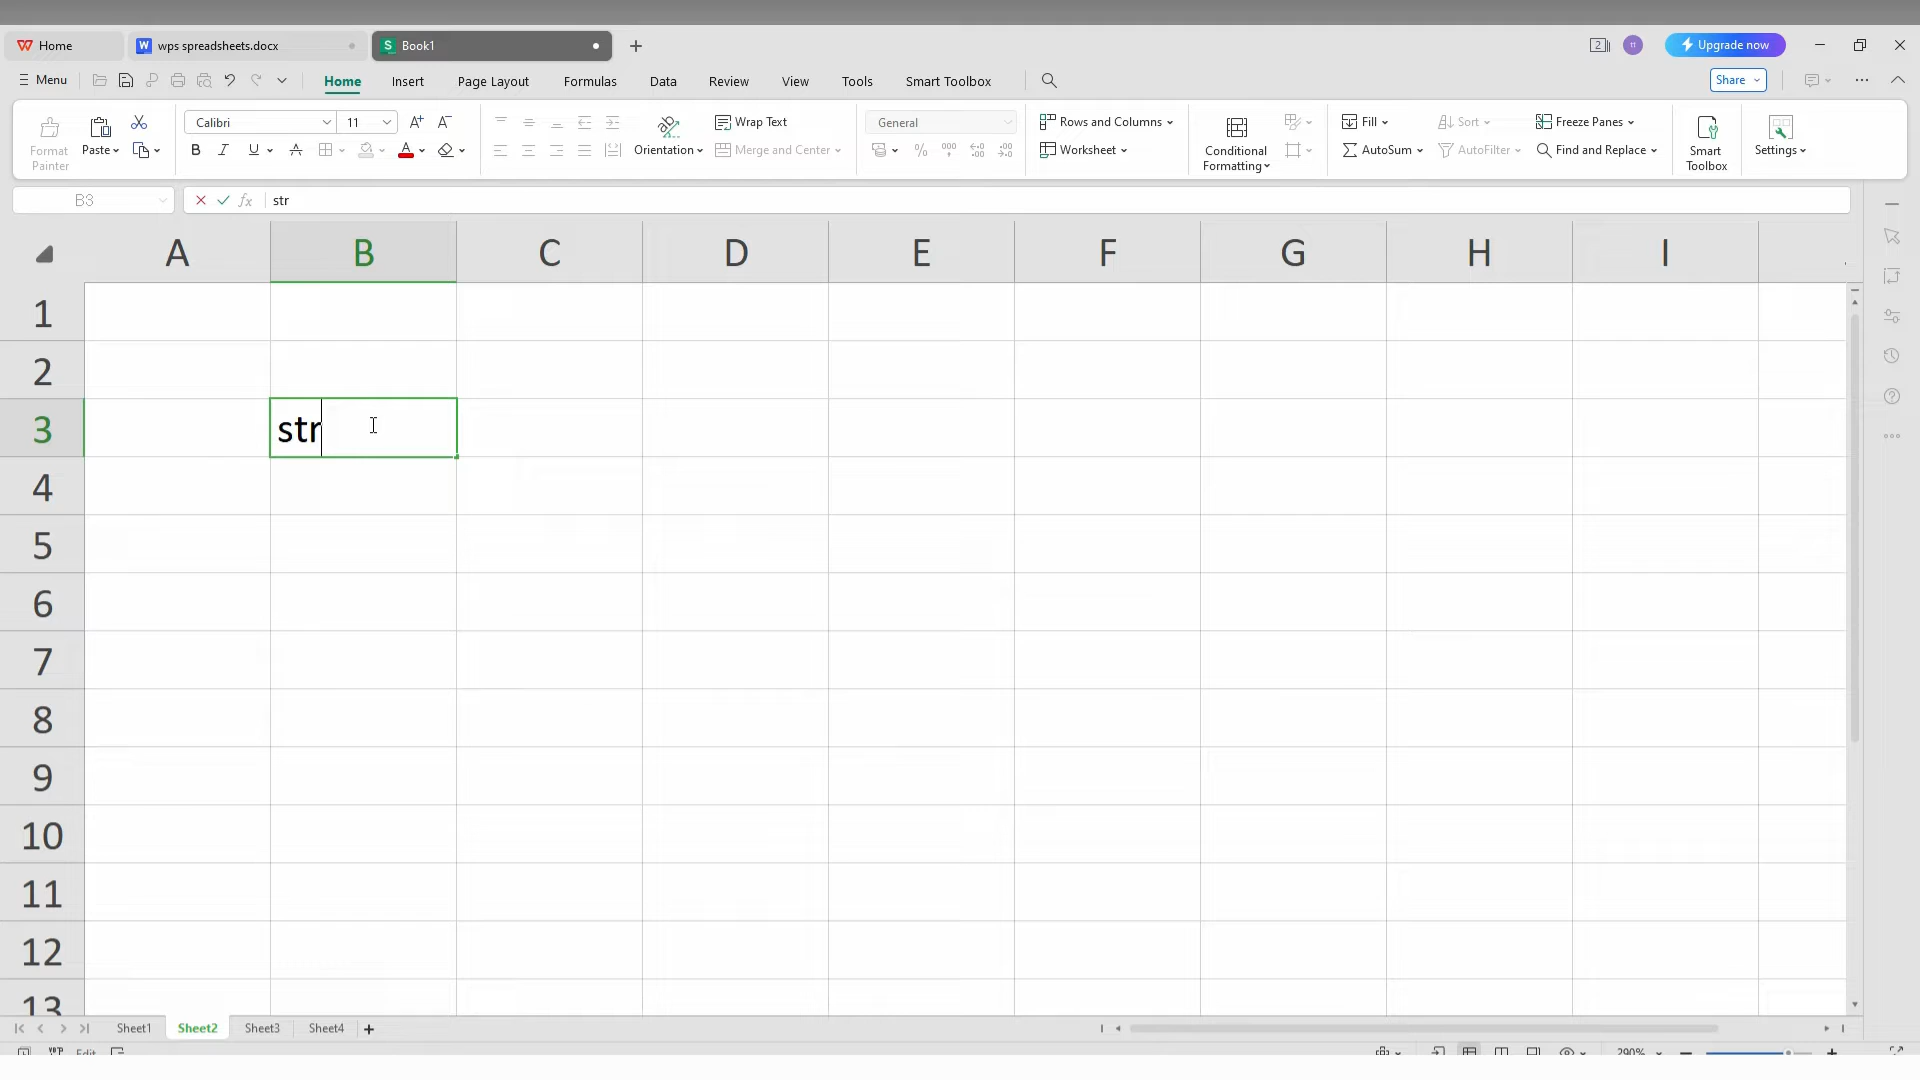 Home wps spreadsheets.docx Book1 Upgrade now
Menu Home Insert Page Layout Formulas Data Review View Tools Smart Toolbox Share
Format Painter Paste Calibri 11 A+ A- Orientation Wrap Text General Rows and Columns Conditional Formatting Fill Sort Freeze Panes Smart Toolbox Settings
B I U A A Merge and Center % 000 Worksheet AutoSum AutoFilter Find and Replace
B3 fx str
A B C D E F G H I
1
2
3 str
4
5
6
7
8
9
10
11
12
13
Sheet1 Sheet2 Sheet3 Sheet4
Edit 290%